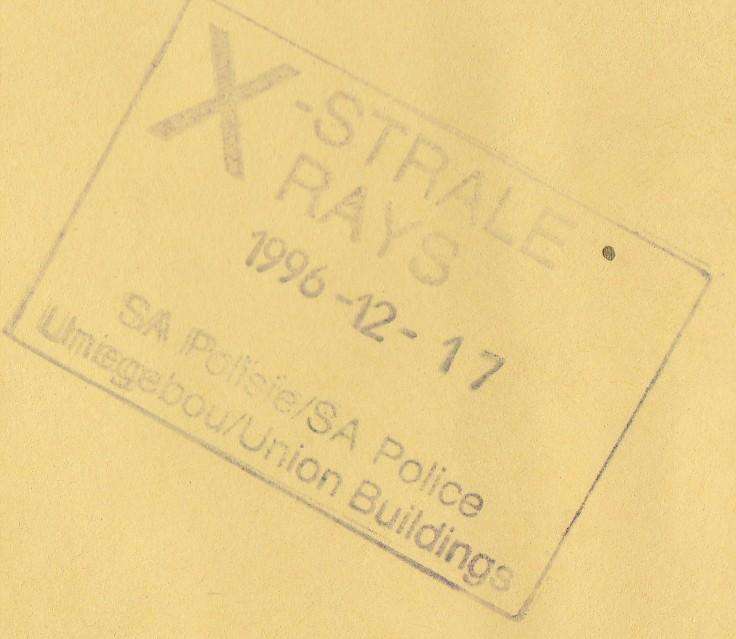 X-STRALE
RAYS
1996-12-17
SA Polisie/SA Police
Uniegebou/Union Buildings